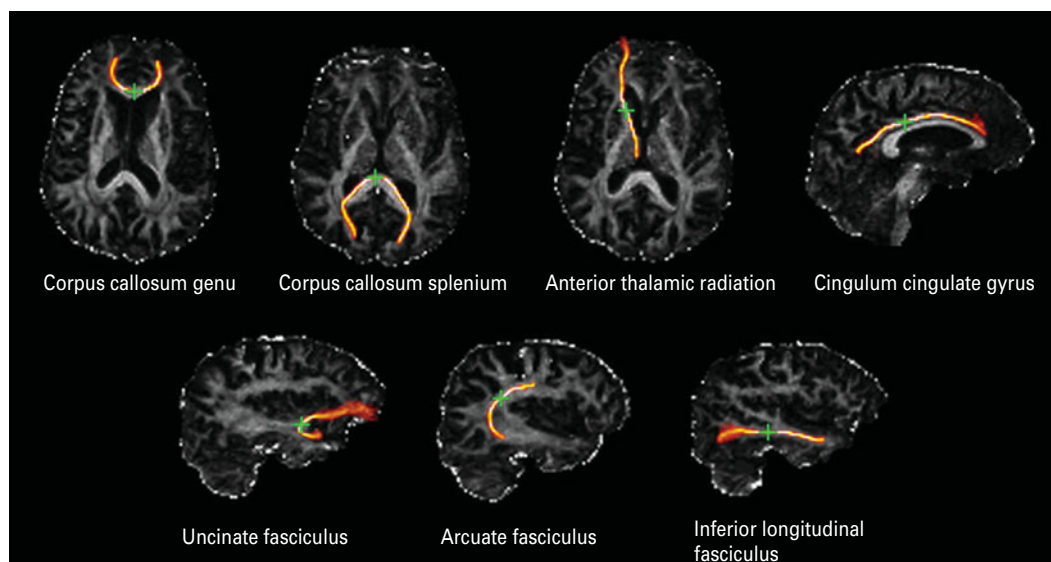 Corpus callosum genu
Corpus callosum splenium
Anterior thalamic radiation
Cingulum cingulate gyrus
Uncinate fasciculus
Arcuate fasciculus
Inferior longitudinal
fasciculus